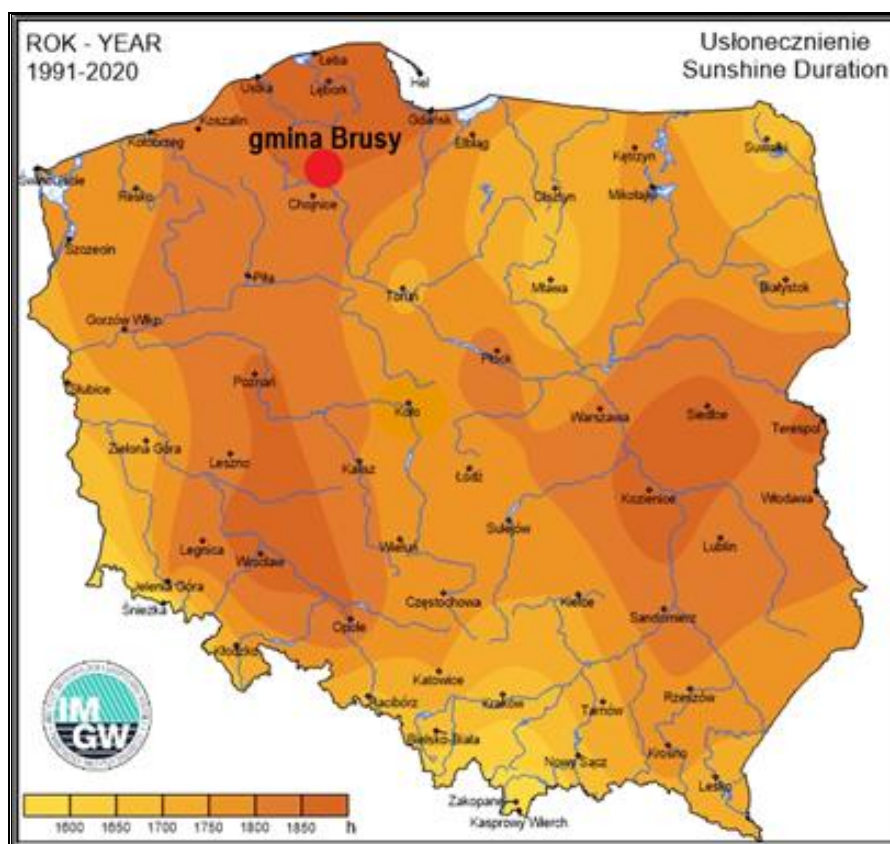 ROK - YEAR
1991-2020
Usłonecznienie
Sunshine Duration
Łeba
Ustka
Lębork
Hel
Koszalin
Gdańsk
Kołobrzeg
gmina Brusy
Elbląg
Kętrzyn
Suwałki
Świnoujście
Resko
Chojnice
Olsztyn
Mikołajki
Szczecin
Piła
Toruń
Mława
Białystok
Gorzów Wlkp.
Płock
Słubice
Poznań
Koło
Warszawa
Siedlce
Terespol
Zielona Góra
Leszno
Kalisz
Łódź
Kozienice
Włodawa
Sulejów
Legnica
Wrocław
Wieluń
Lublin
Jelenia Góra
Śnieżka
Częstochowa
Kielce
Sandomierz
Opole
Kłodzko
Katowice
Racibórz
Kraków
Tarnów
Rzeszów
Bielsko-Biała
Nowy Sącz
Krosno
Lesko
Zakopane
Kasprowy Wierch
IM
GW
1600 1650 1700 1750 1800 1850 h